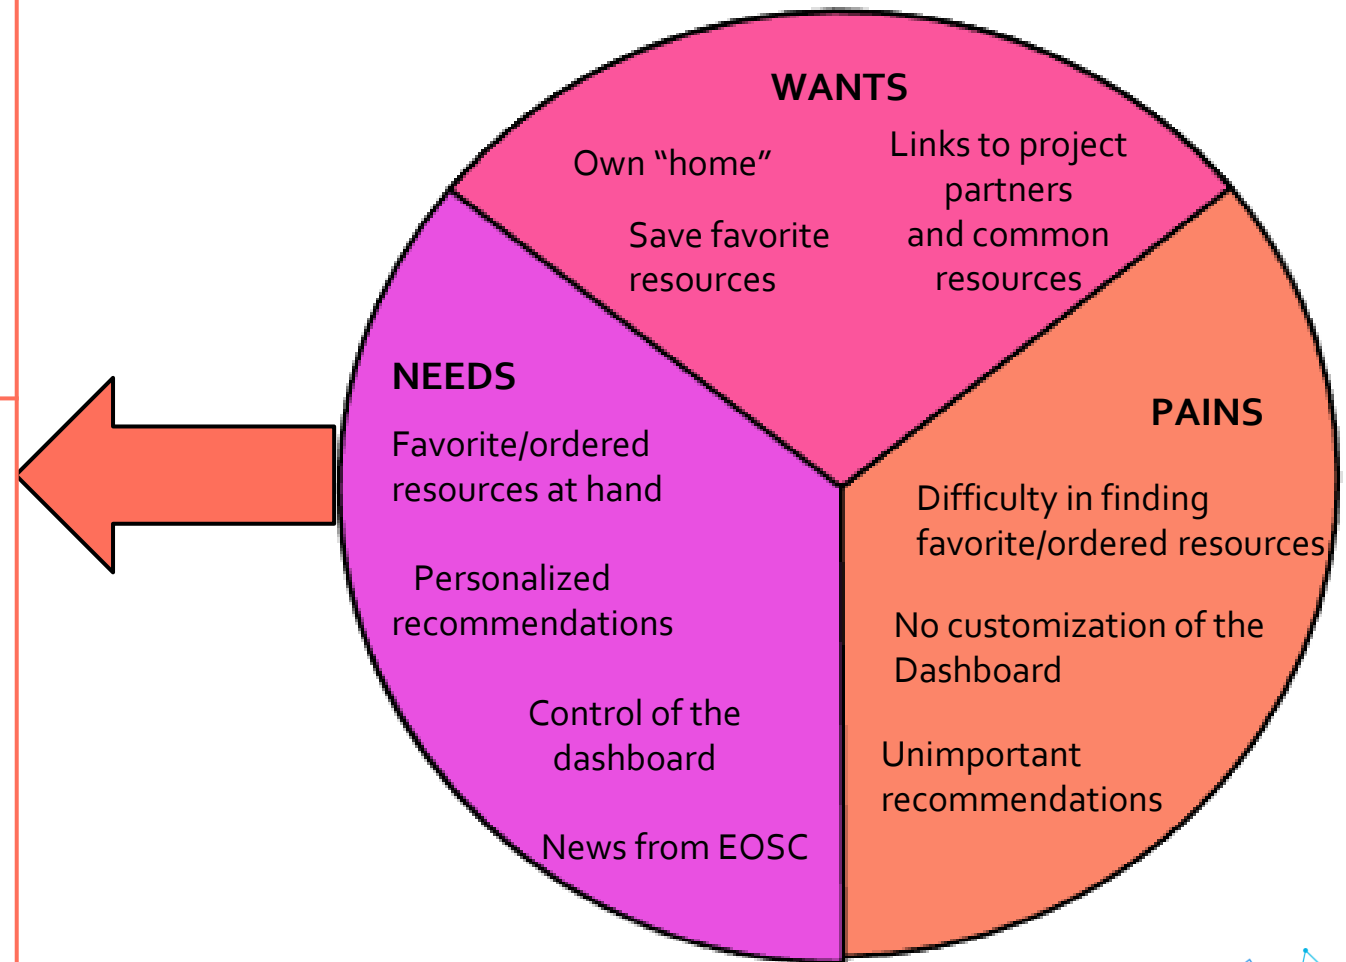 WANTS
Own “home”
Save favorite
resources
Links to project
partners
and common
resources
NEEDS
Favorite/ordered
resources at hand
Personalized
recommendations
Control of the
dashboard
News from EOSC
PAINS
Difficulty in finding
favorite/ordered resources
No customization of the
Dashboard
Unimportant
recommendations